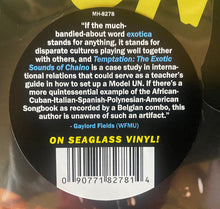 MH-8278
"If the much-
bandied-about word exotica
stands for anything, it stands for
disparate cultures playing well together
with others, and Temptation: The Exotic
Sounds of Chaino is a case study in interna-
tional relations that could serve as a teacher's
guide in how to set up a Model UN. If there's a
more quintessential example of the African-
Cuban-Italian-Spanish-Polynesian-American
Songbook as recorded by a Belgian combo, this
author is unaware of such an artifact."
- Gaylord Fields (WFMU)
ON SEAGLASS VINYL!
0 90771 82781 4